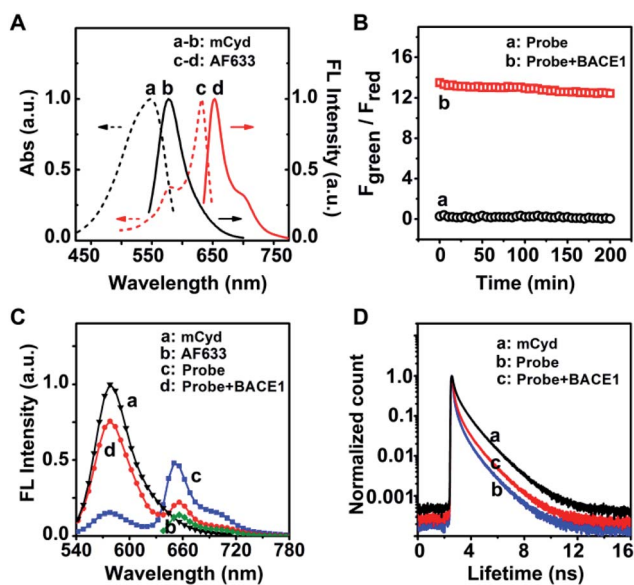 A
a-b: mCyd
c-d: AF633
a b c d
Abs (a.u.)
FL Intensity (a.u.)
1.0
0.5
0.0
1.0
0.5
0.0
450 550 650 750
Wavelength (nm)
B
a: Probe
b: Probe+BACE1
Fgreen / Fred
16
12
8
4
0
b
a
0 50 100 150 200
Time (min)
C
a: mCyd
b: AF633
c: Probe
d: Probe+BACE1
FL Intensity (a.u.)
1.0
0.5
0.0
a
d
c
b
540 600 660 720 780
Wavelength (nm)
D
a: mCyd
b: Probe
c: Probe+BACE1
Normalized count
1.0
0.1
0.01
0.001
a
c
b
0 4 8 12 16
Lifetime (ns)